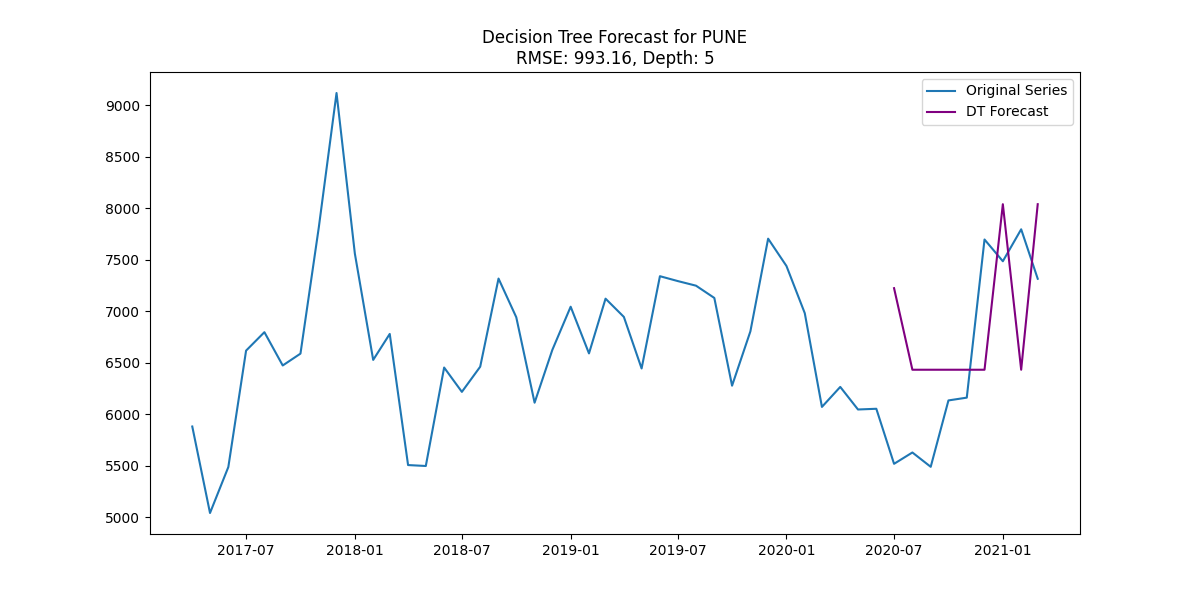 Decision Tree Forecast for PUNE
RMSE: 993.16, Depth: 5
Original Series
DT Forecast
9000
8500
8000
7500
7000
6500
6000
5500
5000
2017-07 2018-01 2018-07 2019-01 2019-07 2020-01 2020-07 2021-01